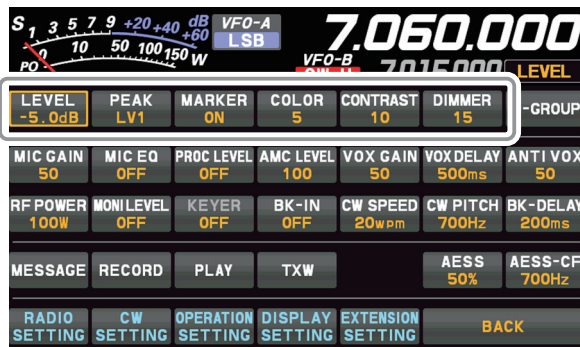 S 1 3 5 7 9 +20 +40 +60 dB VFO-A 7.060.000
LSB
PO 0 10 50 100 150 W VFO-B
LEVEL
LEVEL PEAK MARKER COLOR CONTRAST DIMMER -GROUP
-5.0dB LV1 ON 5 10 15
MIC GAIN MIC EQ PROC LEVEL AMC LEVEL VOX GAIN VOX DELAY ANTI VOX
50 OFF OFF 100 50 500ms 50
RF POWER MONI LEVEL KEYER BK-IN CW SPEED CW PITCH BK-DELAY
100W OFF OFF OFF 20wpm 700Hz 200ms
MESSAGE RECORD PLAY TXW AESS AESS-CF
50% 700Hz
RADIO CW OPERATION DISPLAY EXTENSION BACK
SETTING SETTING SETTING SETTING SETTING